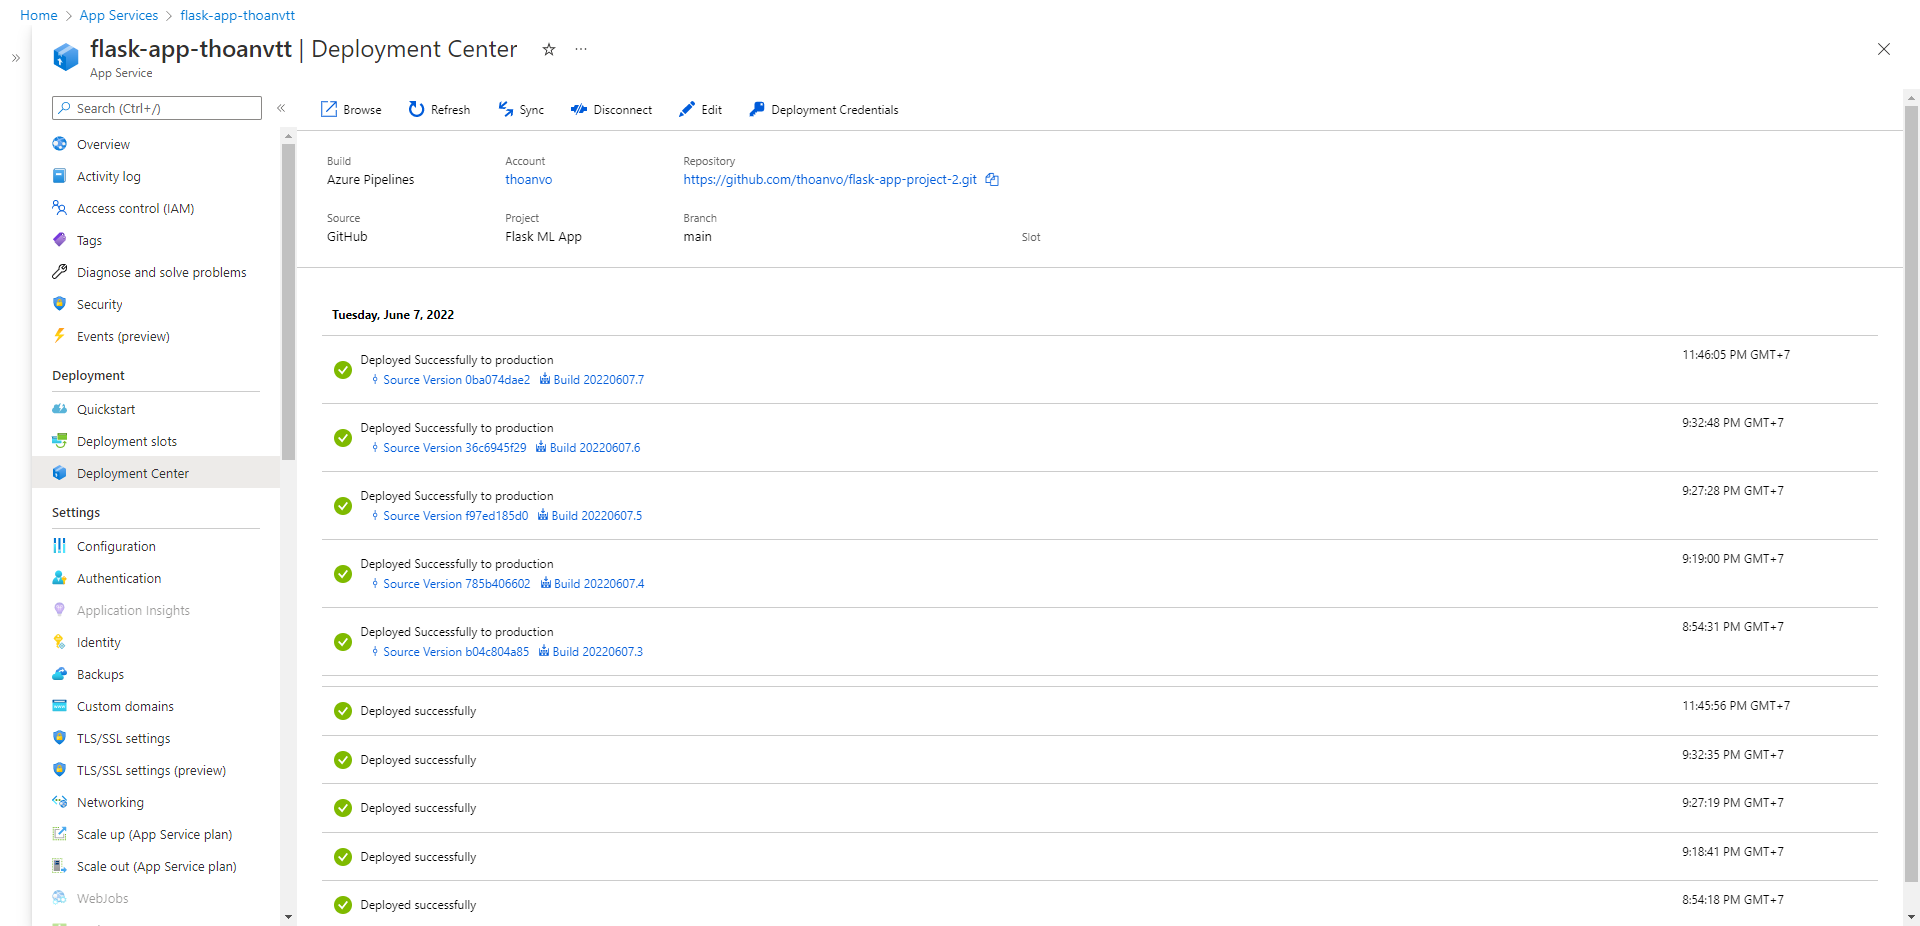 Home > App Services > flask-app-thoanvtt
flask-app-thoanvtt | Deployment Center
App Service
Search (Ctrl+/)
Overview
Activity log
Access control (IAM)
Tags
Diagnose and solve problems
Security
Events (preview)
Deployment
Quickstart
Deployment slots
Deployment Center
Settings
Configuration
Authentication
Application Insights
Identity
Backups
Custom domains
TLS/SSL settings
TLS/SSL settings (preview)
Networking
Scale up (App Service plan)
Scale out (App Service plan)
WebJobs
Browse Refresh Sync Disconnect Edit Deployment Credentials
Build Account Repository
Azure Pipelines thoanvo https://github.com/thoanvo/flask-app-project-2.git
Source Project Branch
GitHub Flask ML App main Slot
Tuesday, June 7, 2022
Deployed Successfully to production 11:46:05 PM GMT+7
Source Version 0ba074dae2 Build 20220607.7
Deployed Successfully to production 9:32:48 PM GMT+7
Source Version 36c6945f29 Build 20220607.6
Deployed Successfully to production 9:27:28 PM GMT+7
Source Version f97ed185d0 Build 20220607.5
Deployed Successfully to production 9:19:00 PM GMT+7
Source Version 785b406602 Build 20220607.4
Deployed Successfully to production 8:54:31 PM GMT+7
Source Version b04c804a85 Build 20220607.3
Deployed successfully 11:45:56 PM GMT+7
Deployed successfully 9:32:35 PM GMT+7
Deployed successfully 9:27:19 PM GMT+7
Deployed successfully 9:18:41 PM GMT+7
Deployed successfully 8:54:18 PM GMT+7